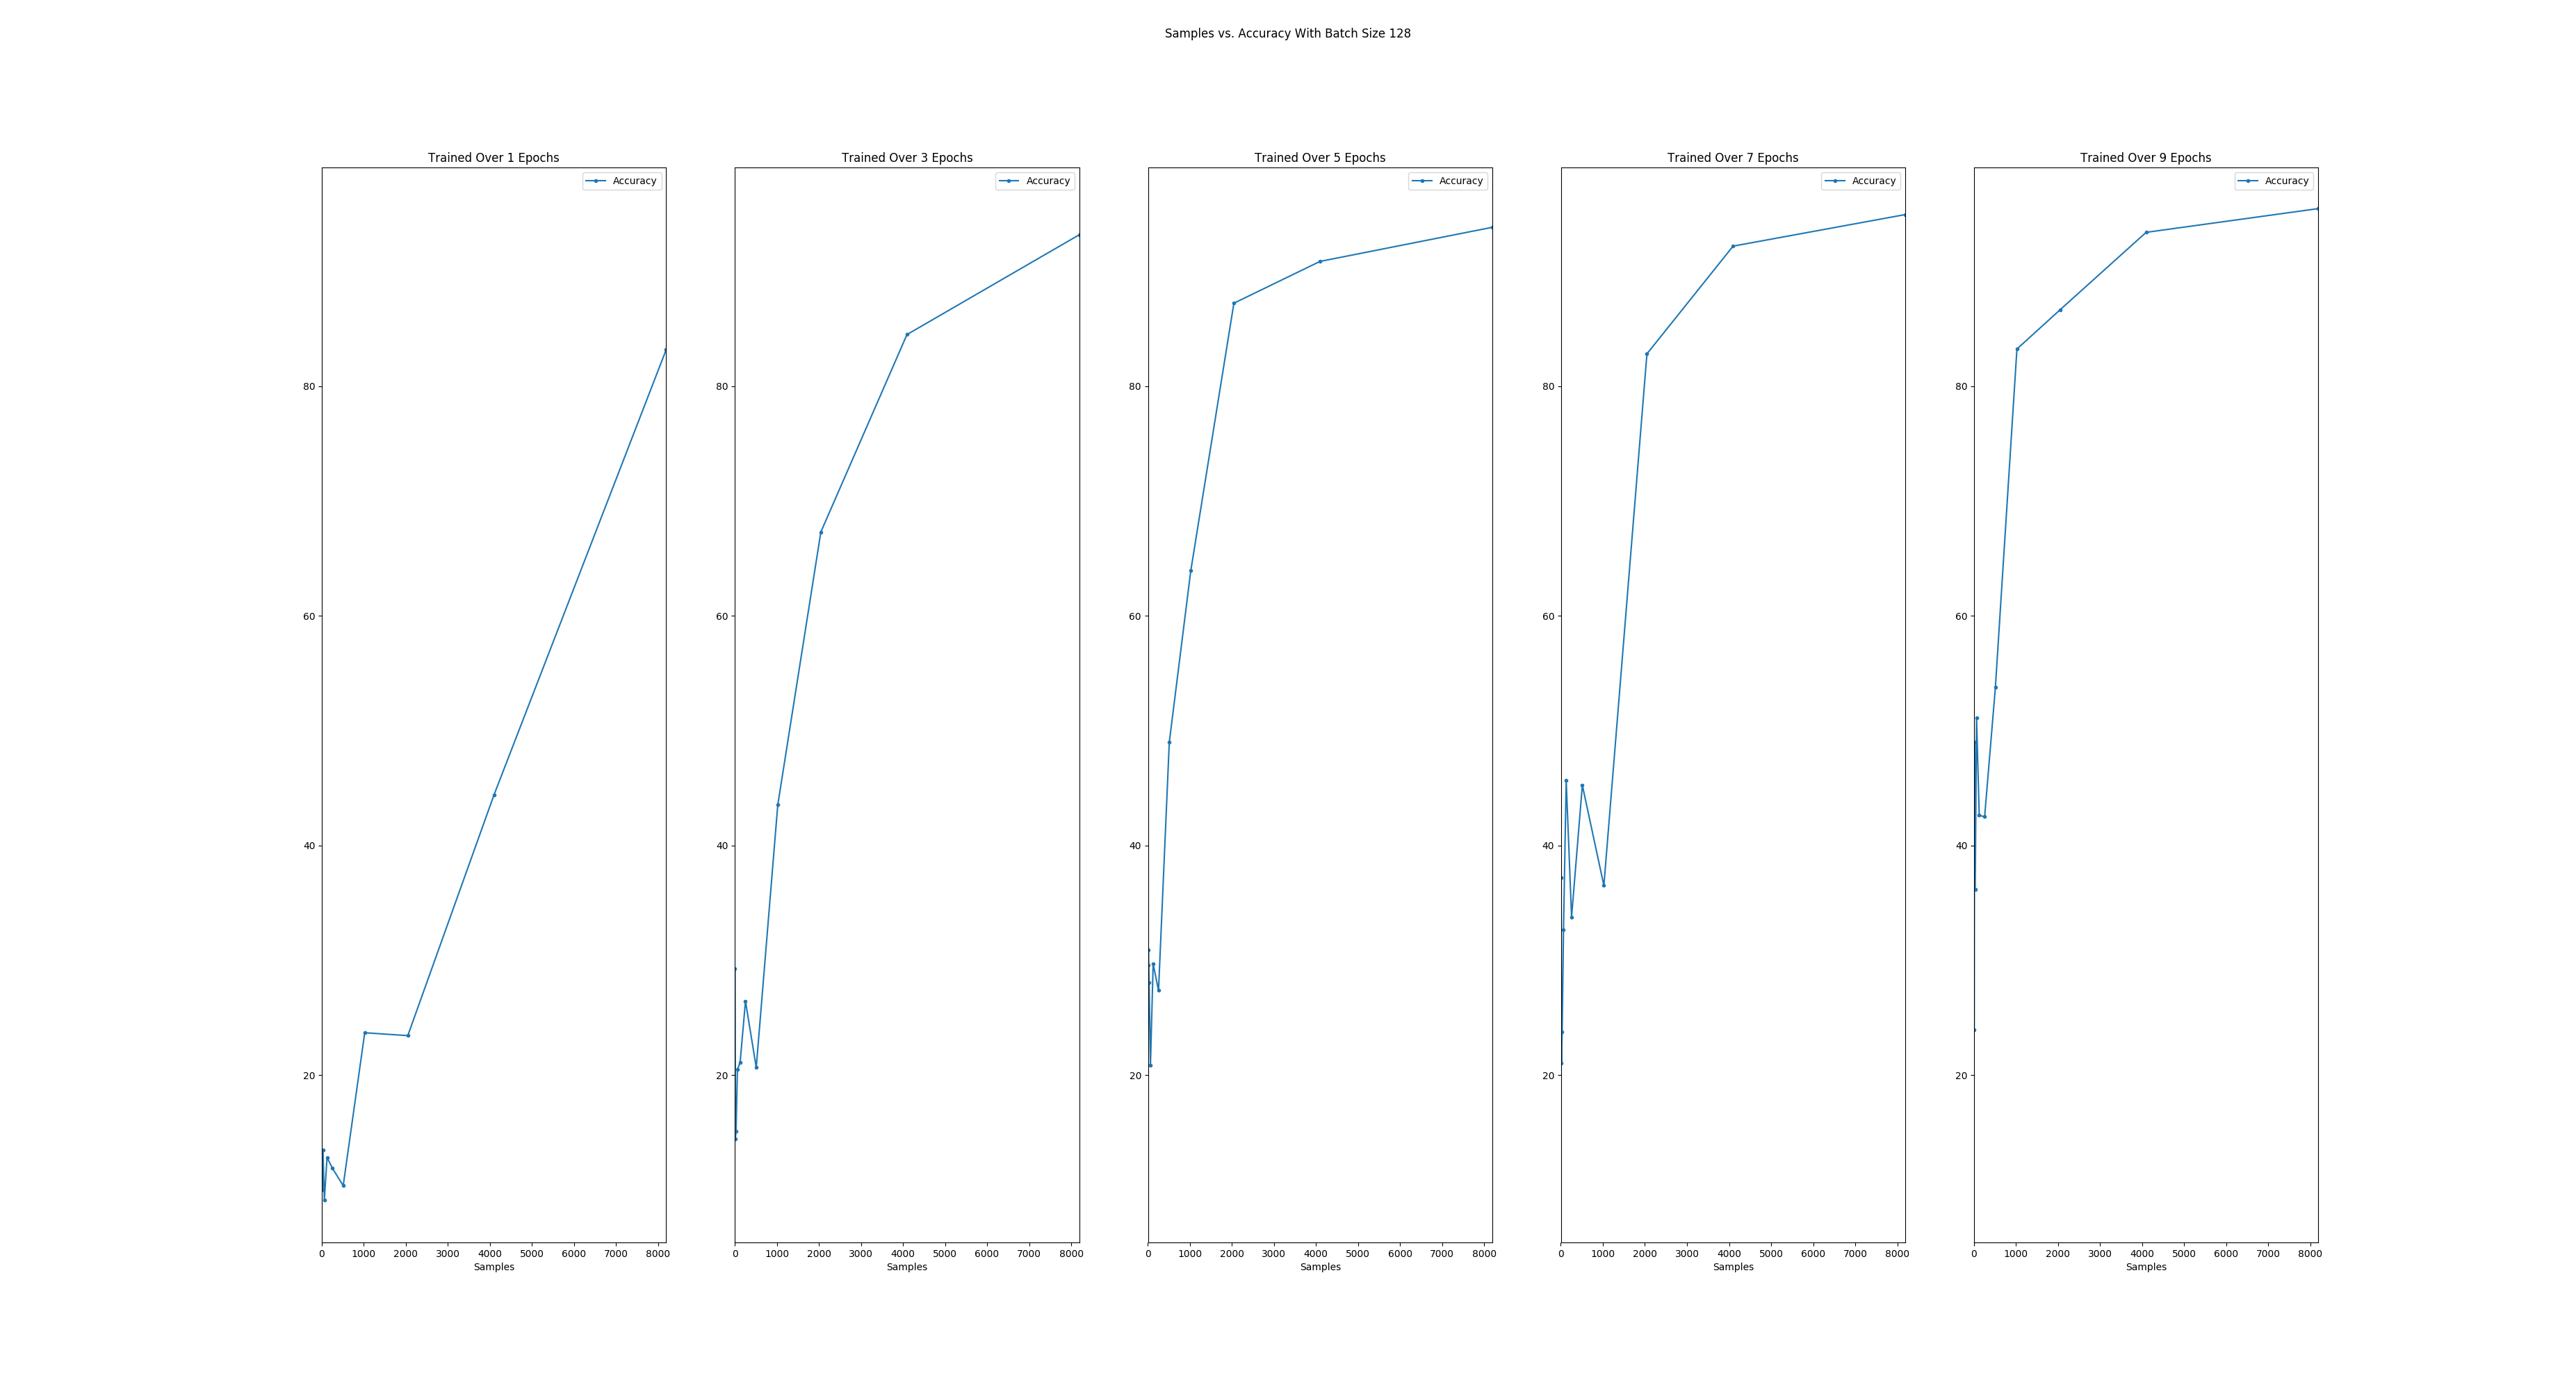 Samples vs. Accuracy With Batch Size 128
Trained Over 1 Epochs
Accuracy
80
60
40
20
0 1000 2000 3000 4000 5000 6000 7000 8000
Samples
Trained Over 3 Epochs
Accuracy
80
60
40
20
0 1000 2000 3000 4000 5000 6000 7000 8000
Samples
Trained Over 5 Epochs
Accuracy
80
60
40
20
0 1000 2000 3000 4000 5000 6000 7000 8000
Samples
Trained Over 7 Epochs
Accuracy
80
60
40
20
0 1000 2000 3000 4000 5000 6000 7000 8000
Samples
Trained Over 9 Epochs
Accuracy
80
60
40
20
0 1000 2000 3000 4000 5000 6000 7000 8000
Samples